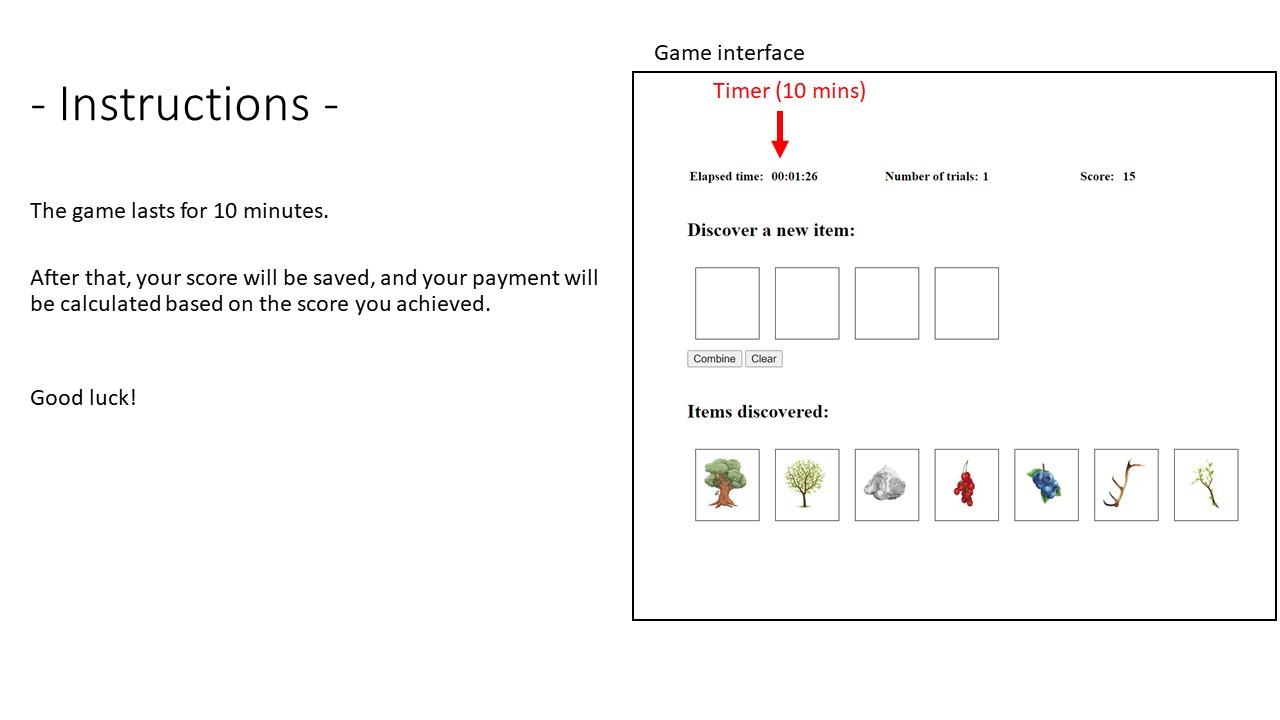 - Instructions -
The game lasts for 10 minutes.
After that, your score will be saved, and your payment will
be calculated based on the score you achieved.
Good luck!
Game interface
Timer (10 mins)
Elapsed time: 00:01:26 Number of trials: 1 Score: 15
Discover a new item:
Combine Clear
Items discovered: